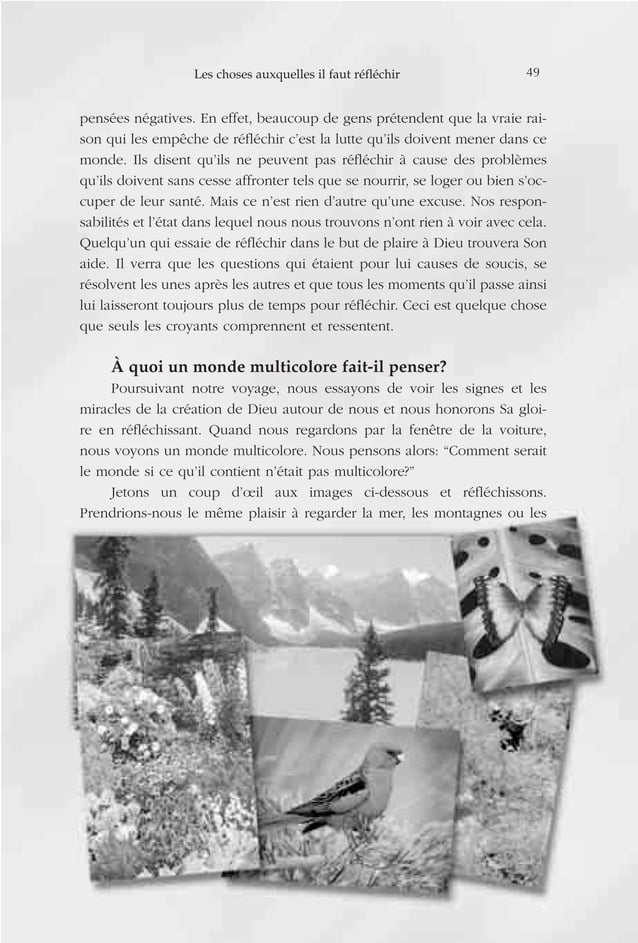 Les choses auxquelles il faut réfléchir 49
pensées négatives. En effet, beaucoup de gens prétendent que la vraie rai-
son qui les empêche de réfléchir c’est la lutte qu’ils doivent mener dans ce
monde. Ils disent qu’ils ne peuvent pas réfléchir à cause des problèmes
qu’ils doivent sans cesse affronter tels que se nourrir, se loger ou bien s’oc-
cuper de leur santé. Mais ce n’est rien d’autre qu’une excuse. Nos respon-
sabilités et l’état dans lequel nous nous trouvons n’ont rien à voir avec cela.
Quelqu’un qui essaie de réfléchir dans le but de plaire à Dieu trouvera Son
aide. Il verra que les questions qui étaient pour lui causes de soucis, se
résolvent les unes après les autres et que tous les moments qu’il passe ainsi
lui laisseront toujours plus de temps pour réfléchir. Ceci est quelque chose
que seuls les croyants comprennent et ressentent.
À quoi un monde multicolore fait-il penser?
Poursuivant notre voyage, nous essayons de voir les signes et les
miracles de la création de Dieu autour de nous et nous honorons Sa gloi-
re en réfléchissant. Quand nous regardons par la fenêtre de la voiture,
nous voyons un monde multicolore. Nous pensons alors: “Comment serait
le monde si ce qu’il contient n’était pas multicolore?”
Jetons un coup d’œil aux images ci-dessous et réfléchissons.
Prendrions-nous le même plaisir à regarder la mer, les montagnes ou les